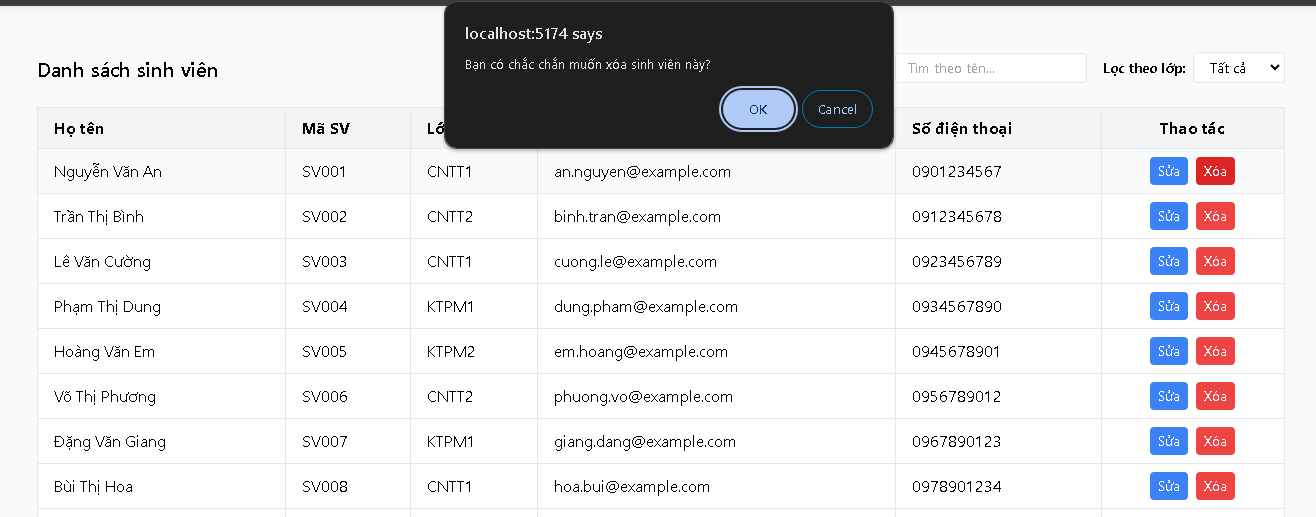 localhost:5174 says
Bạn có chắc chắn muốn xóa sinh viên này?
OK Cancel
Danh sách sinh viên Tìm theo tên... Lọc theo lớp: Tất cả
Họ tên Mã SV Số điện thoại Thao tác
Nguyễn Văn An SV001 CNTT1 an.nguyen@example.com 0901234567 Sửa Xóa
Trần Thị Bình SV002 CNTT2 binh.tran@example.com 0912345678 Sửa Xóa
Lê Văn Cường SV003 CNTT1 cuong.le@example.com 0923456789 Sửa Xóa
Phạm Thị Dung SV004 KTPM1 dung.pham@example.com 0934567890 Sửa Xóa
Hoàng Văn Em SV005 KTPM2 em.hoang@example.com 0945678901 Sửa Xóa
Võ Thị Phương SV006 CNTT2 phuong.vo@example.com 0956789012 Sửa Xóa
Đặng Văn Giang SV007 KTPM1 giang.dang@example.com 0967890123 Sửa Xóa
Bùi Thị Hoa SV008 CNTT1 hoa.bui@example.com 0978901234 Sửa Xóa